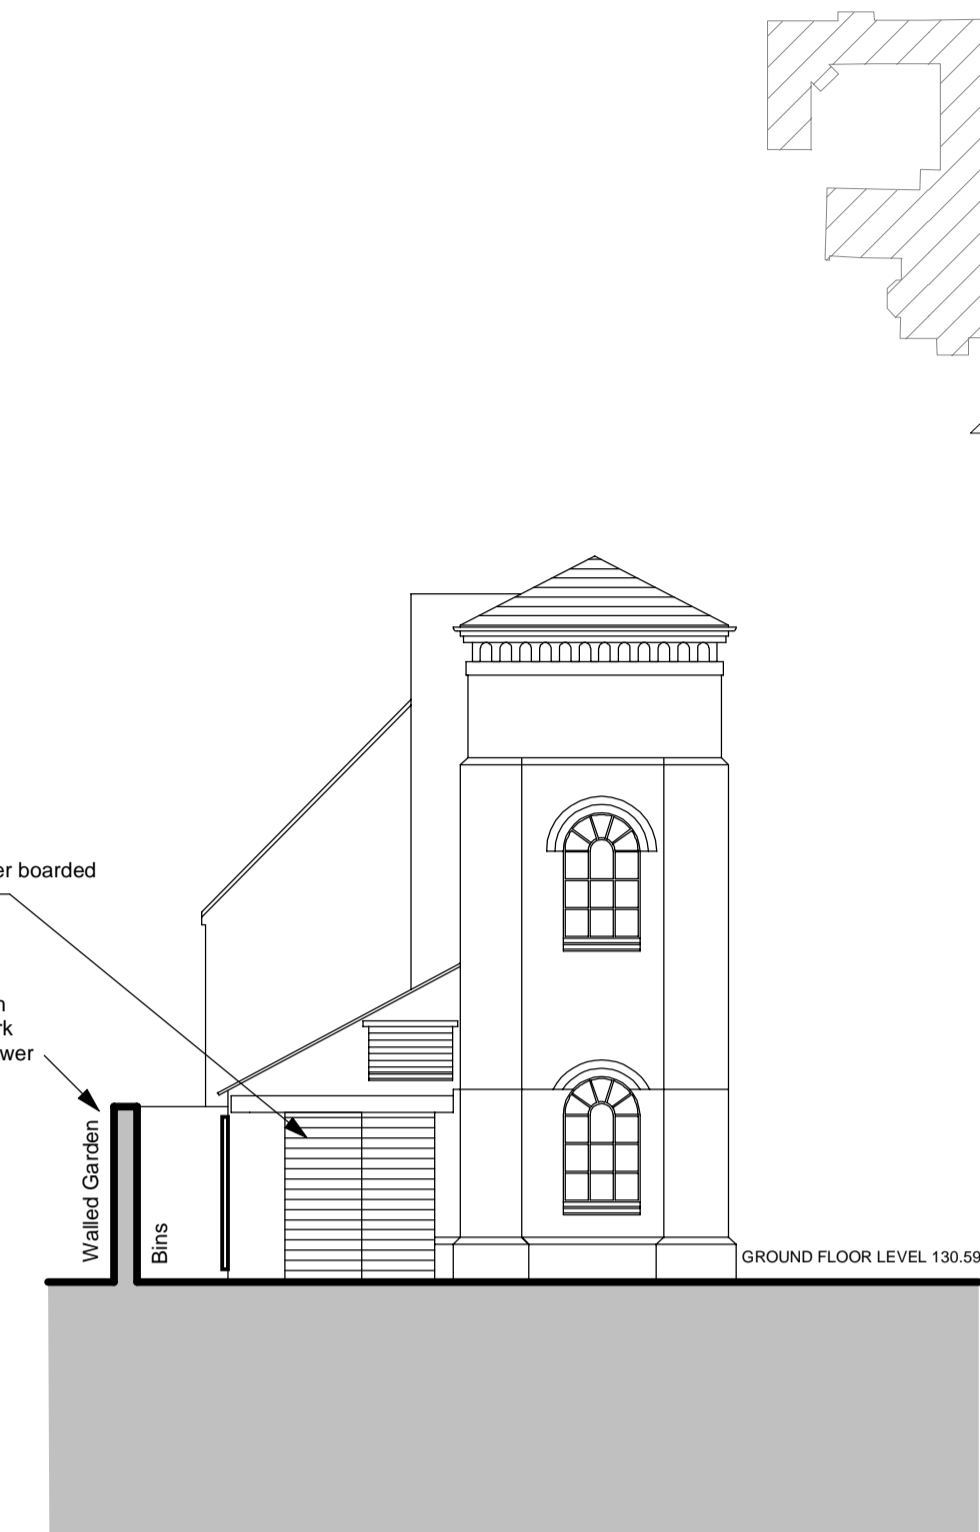 er boarded
n
rk
wer
Walled Garden
Bins
GROUND FLOOR LEVEL 130.59